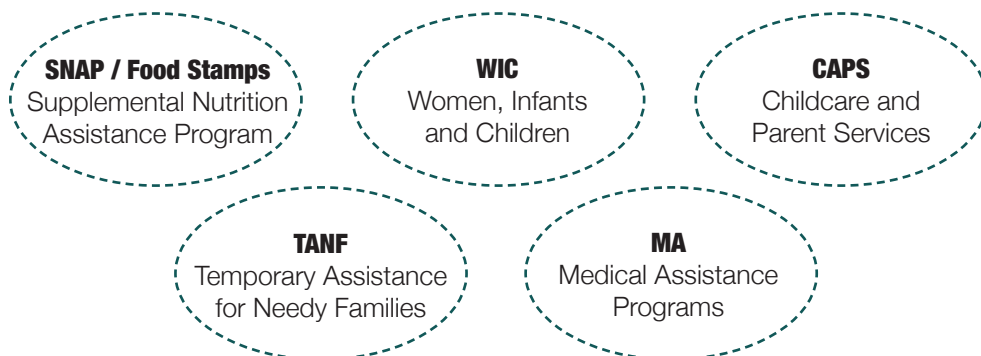 SNAP / Food Stamps
Supplemental Nutrition
Assistance Program
WIC
Women, Infants
and Children
CAPS
Childcare and
Parent Services
TANF
Temporary Assistance
for Needy Families
MA
Medical Assistance
Programs